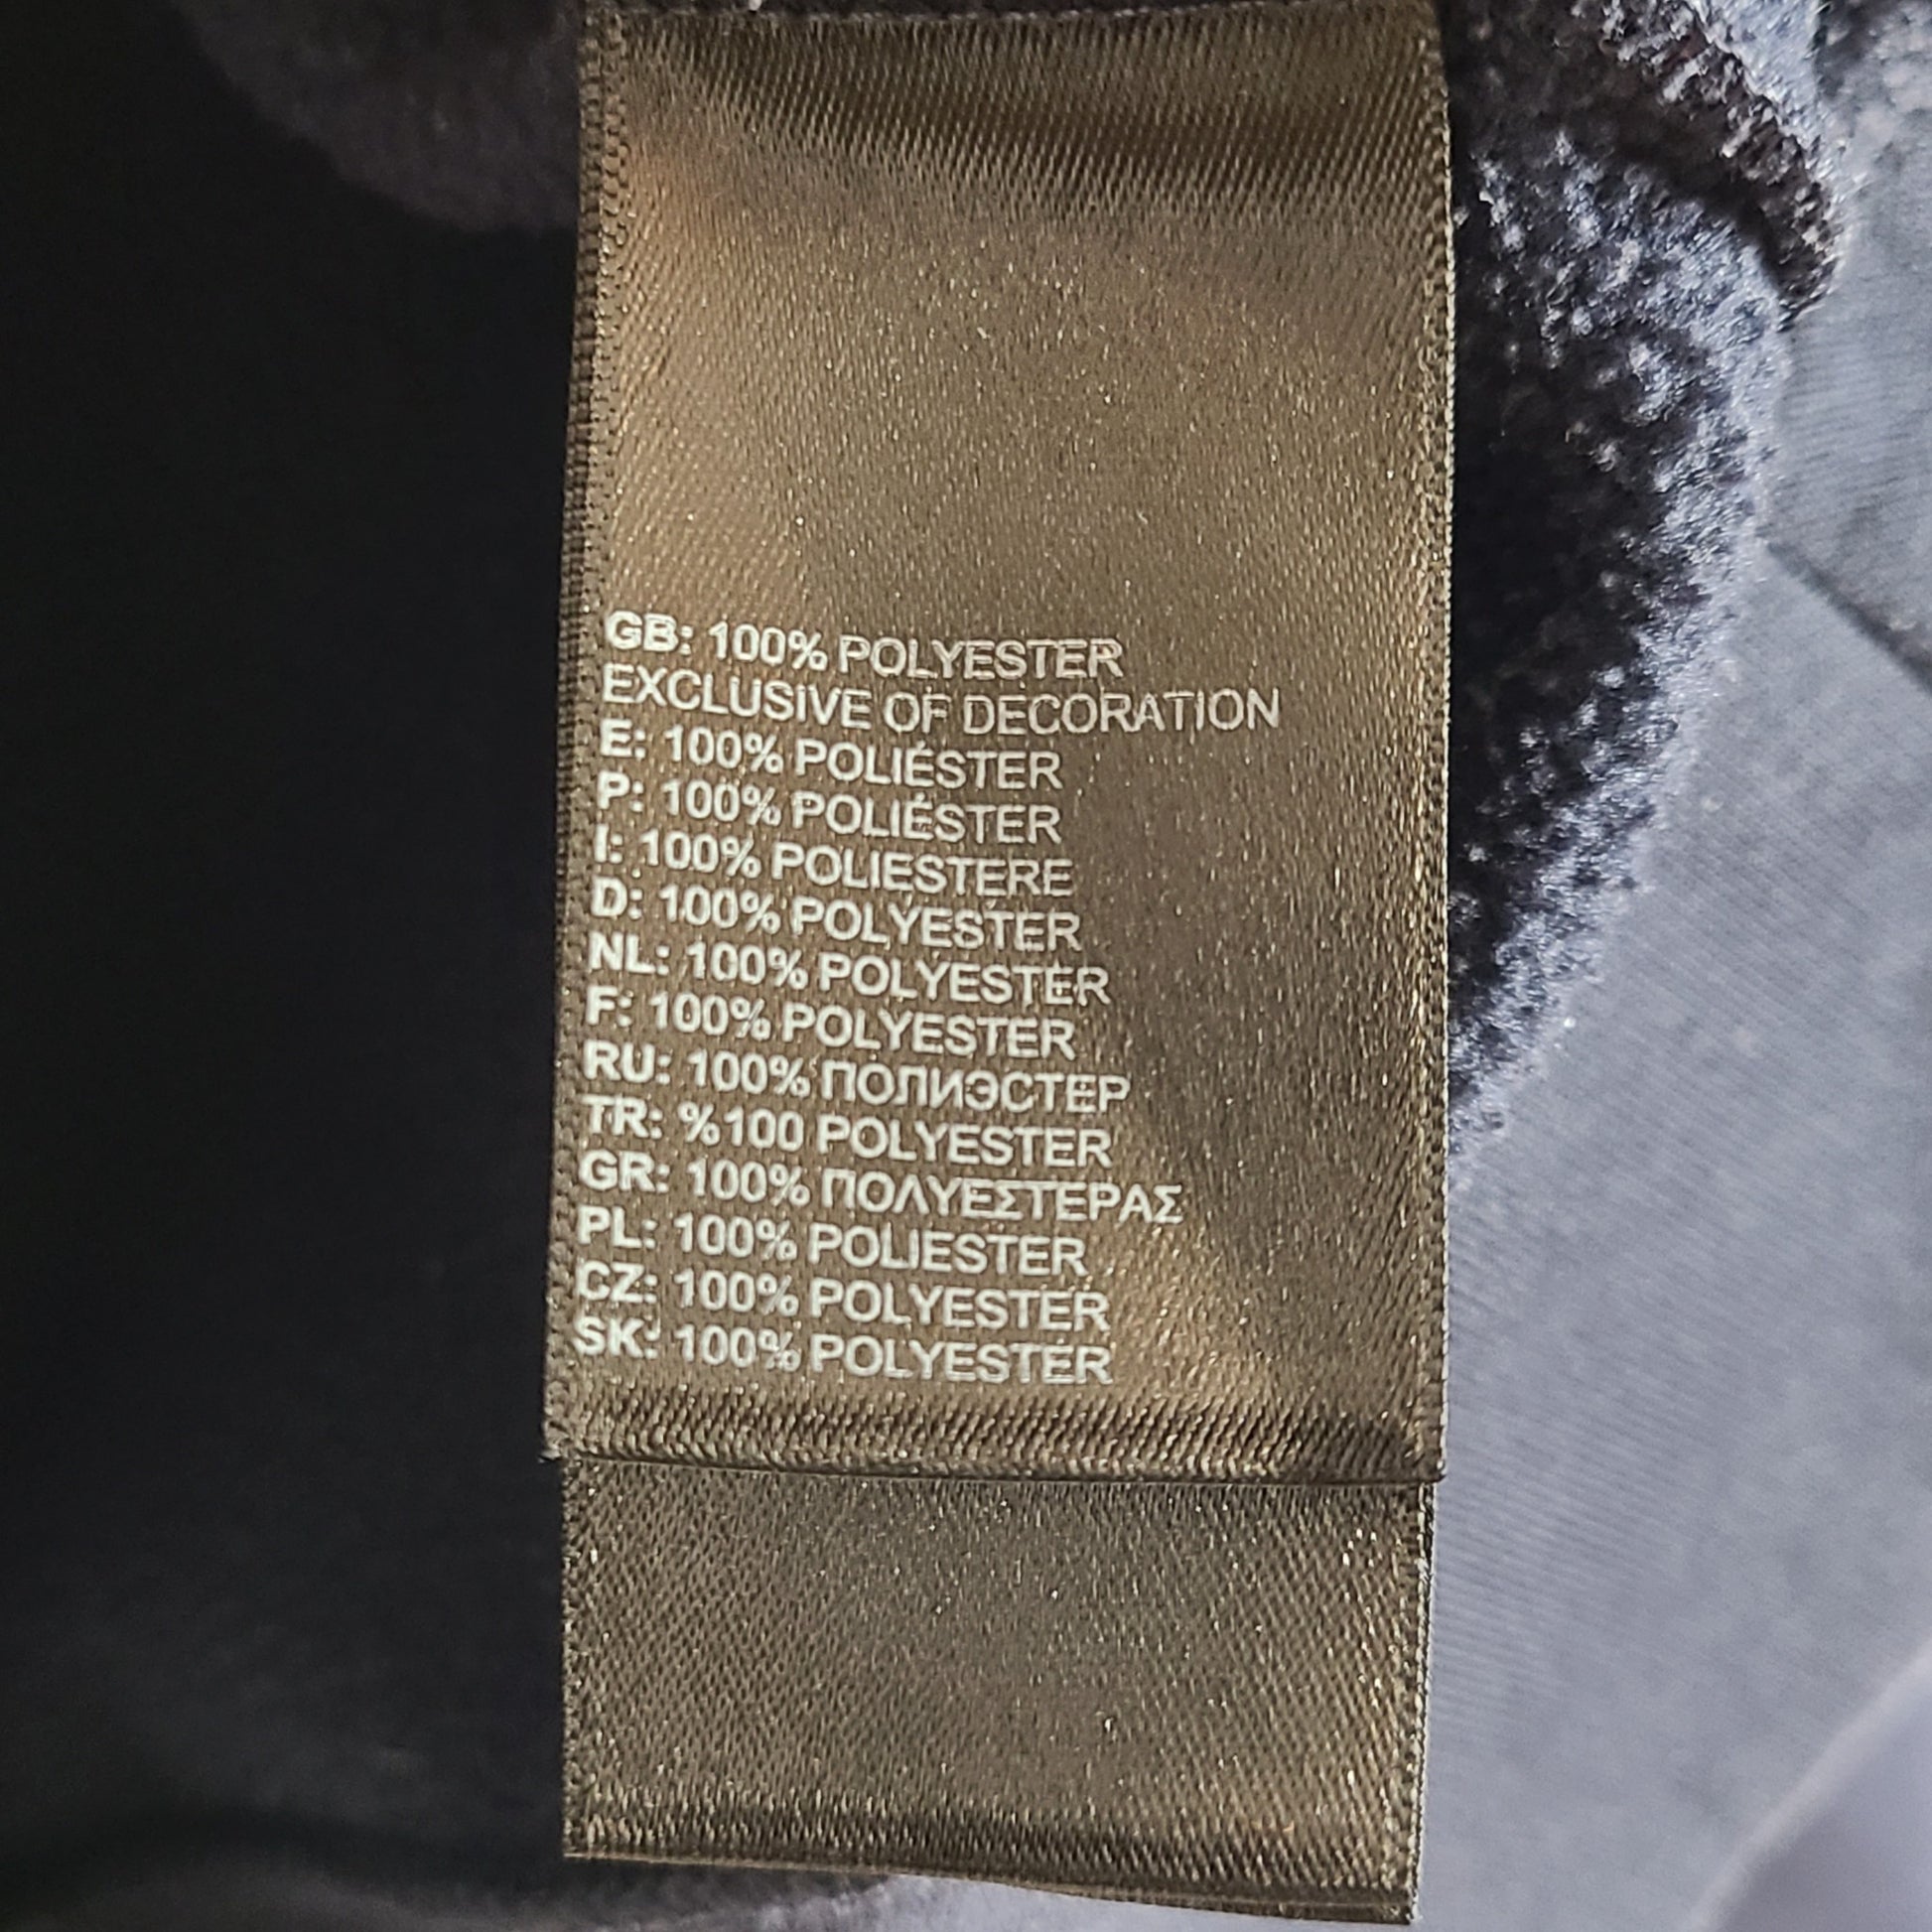 GB: 100% POLYESTER
EXCLUSIVE OF DECORATION
E: 100% POLIÉSTER
P: 100% POLIÉSTER
I: 100% POLIESTERE
D: 100% POLYESTER
NL: 100% POLYESTER
F: 100% POLYESTER
RU: 100% ПОЛИЭСТЕР
TR: %100 POLYESTER
GR: 100% ΠΟΛΥΕΣΤΕΡΑΣ
PL: 100% POLIESTER
CZ: 100% POLYESTER
SK: 100% POLYESTER